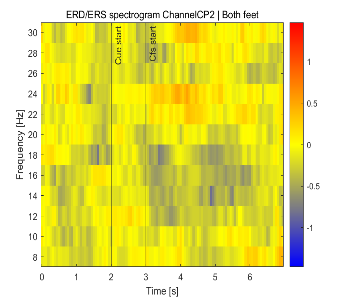 ERD/ERS spectrogram ChannelCP2 | Both feet
Frequency [Hz]
30
28
26
24
22
20
18
16
14
12
10
8
Cue start
Cfs start
1
0.5
0
-0.5
-1
0 1 2 3 4 5 6
Time [s]